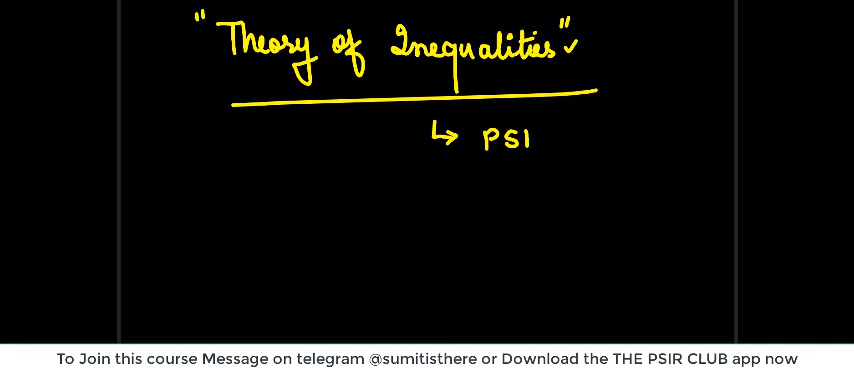 "Theory of Inequalities"
↳ PSI
To Join this course Message on telegram @sumitisthere or Download the THE PSIR CLUB app now